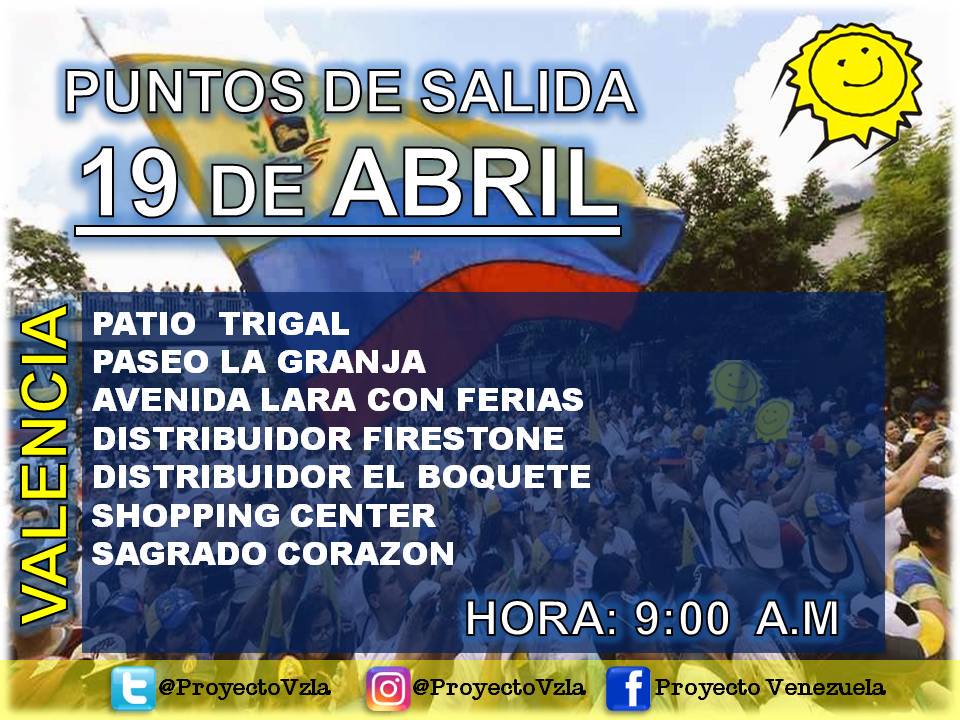 PUNTOS DE SALIDA
19 DE ABRIL
VALENCIA
PATIO TRIGAL
PASEO LA GRANJA
AVENIDA LARA CON FERIAS
DISTRIBUIDOR FIRESTONE
DISTRIBUIDOR EL BOQUETE
SHOPPING CENTER
SAGRADO CORAZON
HORA: 9:00 A.M
@ProyectoVzla @ProyectoVzla Proyecto Venezuela